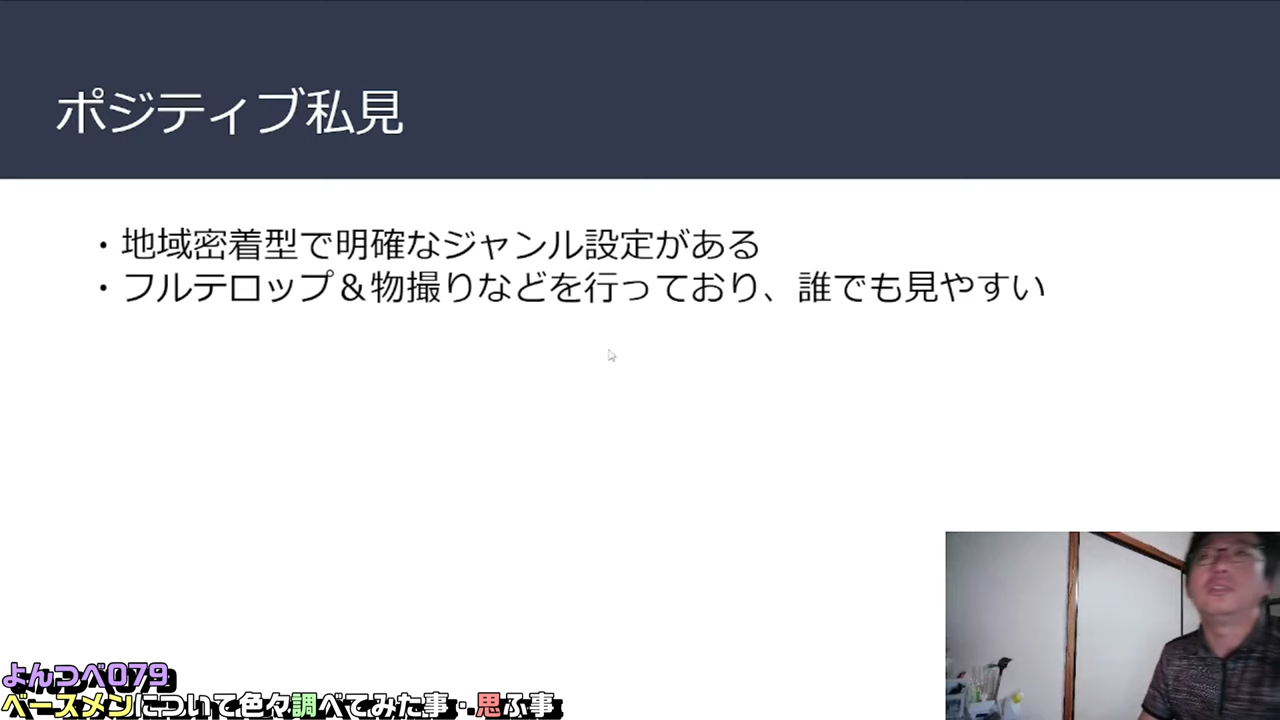 ポジティブ私見
・地域密着型で明確なジャンル設定がある
・フルテロップ＆物撮りなどを行っており、誰でも見やすい
よんつべ079
ベースメンについて色々調べてみた事・思ふ事